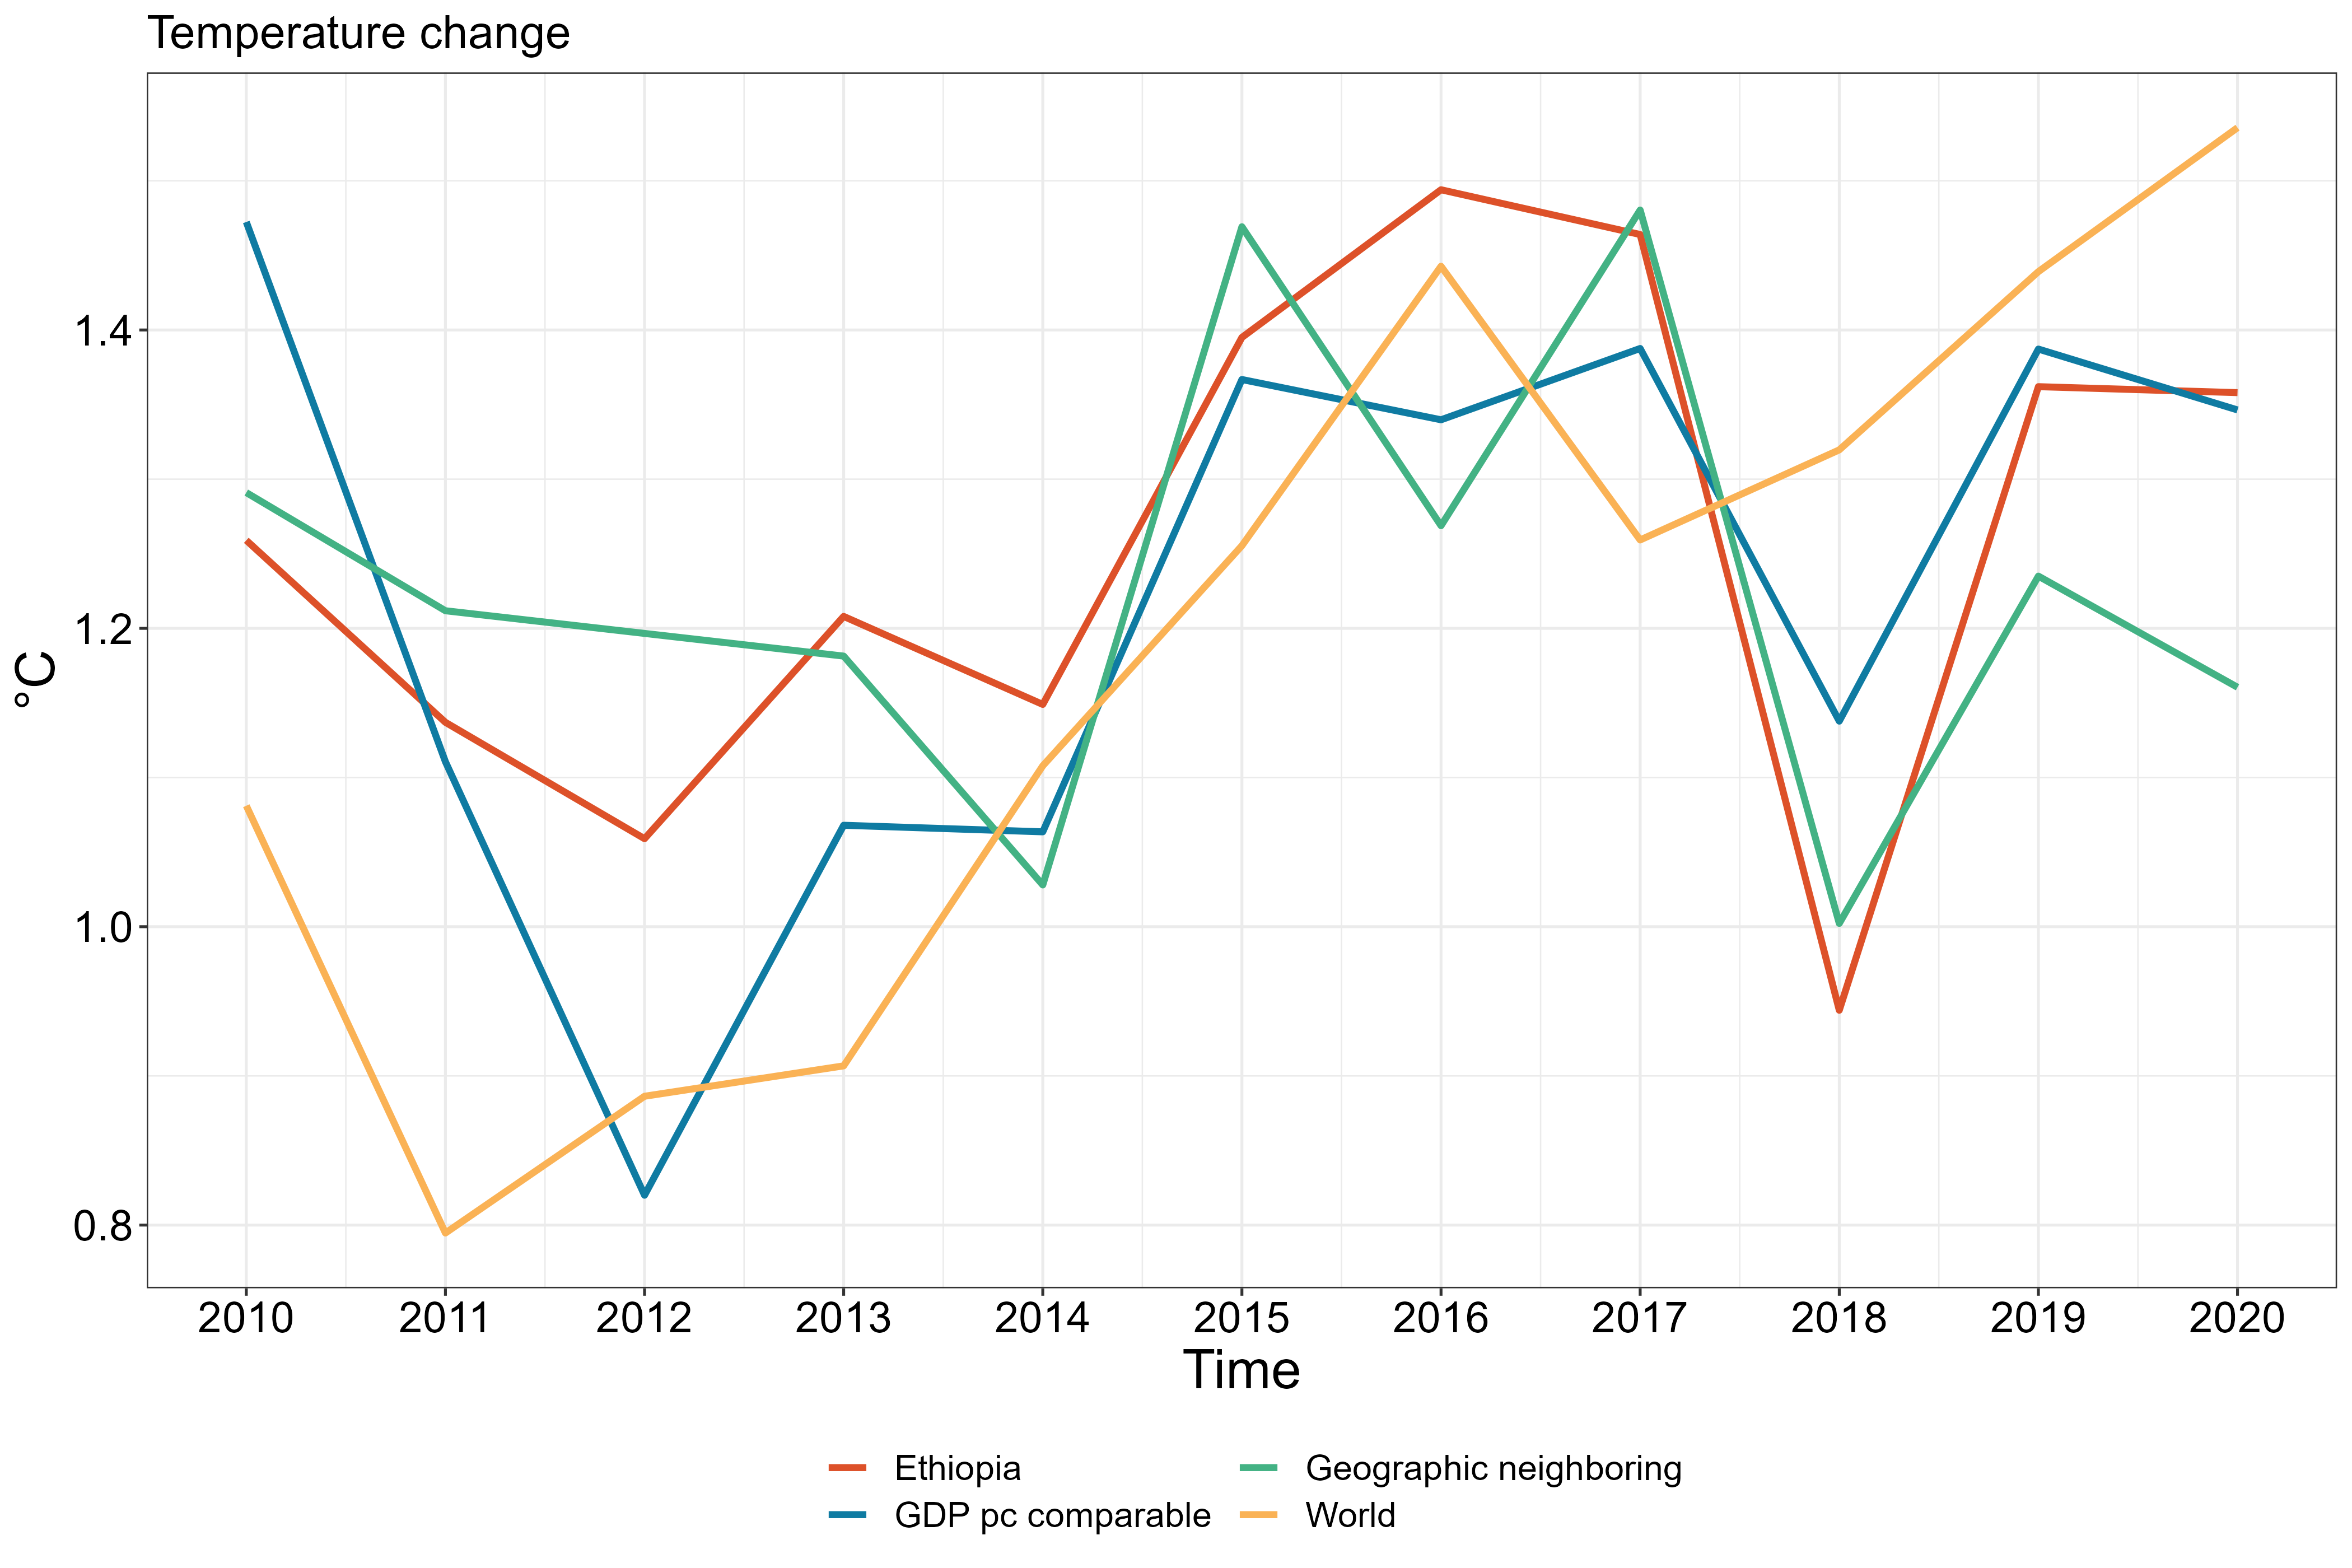 Temperature change
°C
1.4
1.2
1.0
0.8
2010 2011 2012 2013 2014 2015 2016 2017 2018 2019 2020
Time
Ethiopia Geographic neighboring
GDP pc comparable World